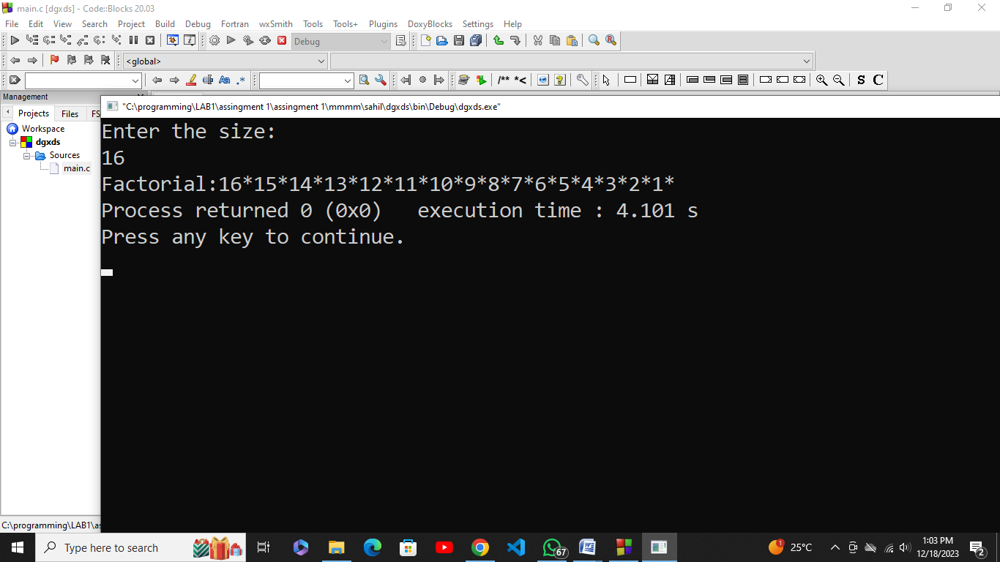 main.c [dgxds] - Code::Blocks 20.03
File Edit View Search Project Build Debug Fortran wxSmith Tools Tools+ Plugins DoxyBlocks Settings Help
Debug
<global>
/** *< S C
Management
Projects Files FS
"C:\programming\LAB1\assingment 1\assingment 1\mmmm\sahil\dgxds\bin\Debug\dgxds.exe"
Workspace
dgxds
Sources
main.c
Enter the size:
16
Factorial:16*15*14*13*12*11*10*9*8*7*6*5*4*3*2*1*
Process returned 0 (0x0)   execution time : 4.101 s
Press any key to continue.
C:\programming\LAB1\as
Type here to search
67
1
25°C
1:03 PM
12/18/2023
2